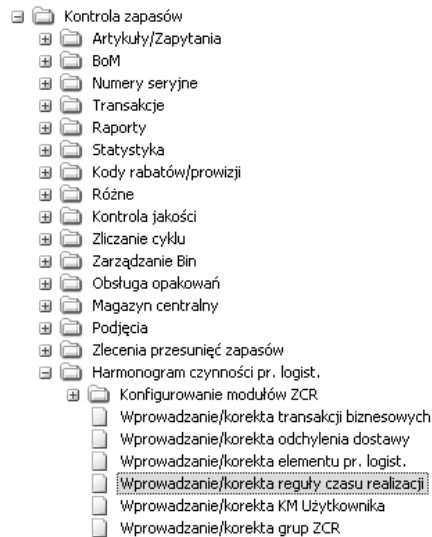 Kontrola zapasów
Artykuły/Zapytania
BoM
Numery seryjne
Transakcje
Raporty
Statystyka
Kody rabatów/prowizji
Różne
Kontrola jakości
Zliczanie cyklu
Zarządzanie Bin
Obsługa opakowań
Magazyn centralny
Podjęcia
Zlecenia przesunięć zapasów
Harmonogram czynności pr. logist.
Konfigurowanie modułów ZCR
Wprowadzanie/korekta transakcji biznesowych
Wprowadzanie/korekta odchylenia dostawy
Wprowadzanie/korekta elementu pr. logist.
Wprowadzanie/korekta reguły czasu realizacji
Wprowadzanie/korekta KM Użytkownika
Wprowadzanie/korekta grup ZCR